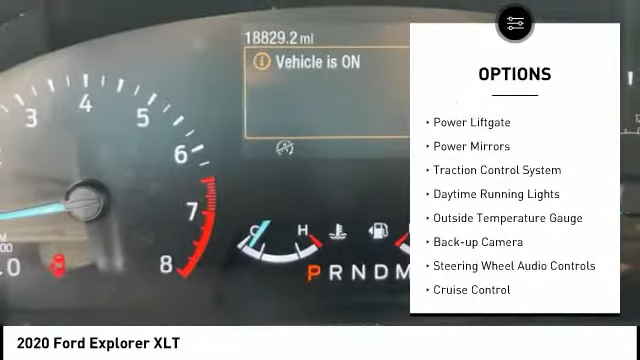 18829.2 mi
Vehicle is ON
3
4
5
6
7
8
0
C H
P R N D M
OPTIONS
• Power Liftgate
• Power Mirrors
• Traction Control System
• Daytime Running Lights
• Outside Temperature Gauge
• Back-up Camera
• Steering Wheel Audio Controls
• Cruise Control
2020 Ford Explorer XLT